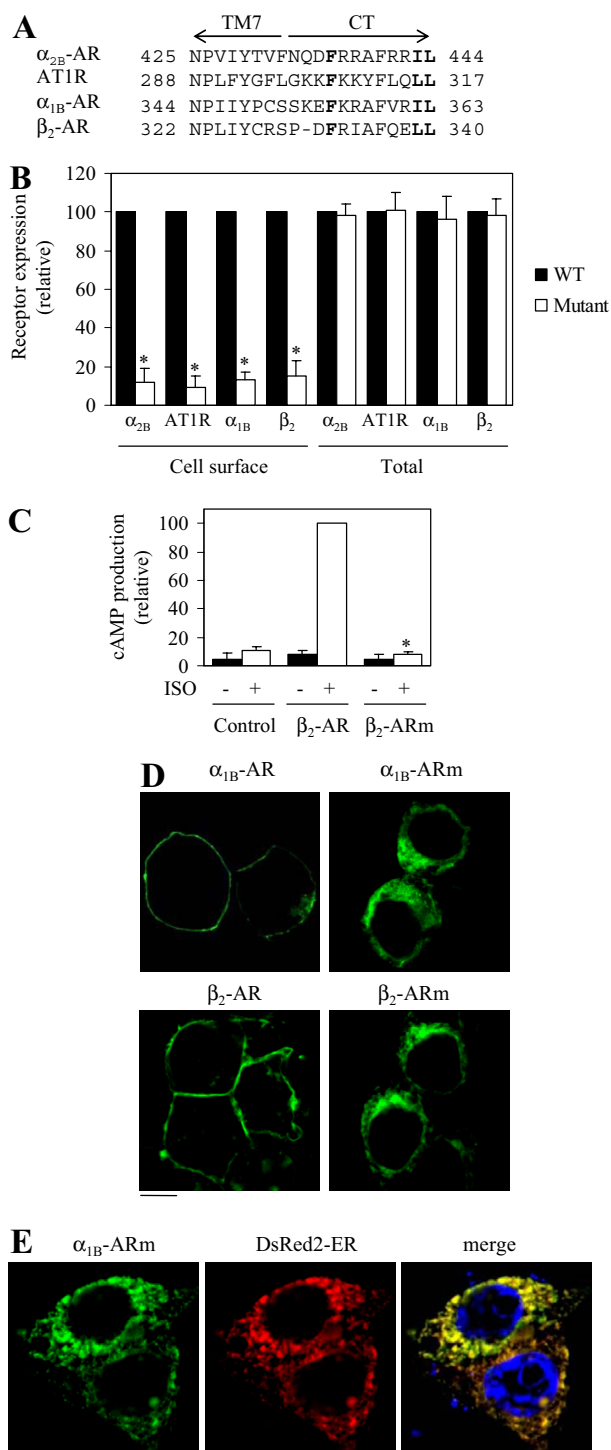 A
TM7 CT
α2B-AR 425 NPVIYTVFNQDFRRAFRRIL 444
AT1R 288 NPLFYGFLGKKFKKYFLQLL 317
α1B-AR 344 NPIIYPCSSKEFKRAFVRIL 363
β2-AR 322 NPLIYCRSP-DFRIAFQELL 340
B
Receptor expression
(relative)
120
100
80
60
40
20
0
* * * *
WT
Mutant
α2B AT1R α1B β2 α2B AT1R α1B β2
Cell surface Total
C
cAMP production
(relative)
100
80
60
40
20
0
*
ISO - + - + - +
Control β2-AR β2-ARm
D
α1B-AR α1B-ARm
β2-AR β2-ARm
E
α1B-ARm DsRed2-ER merge